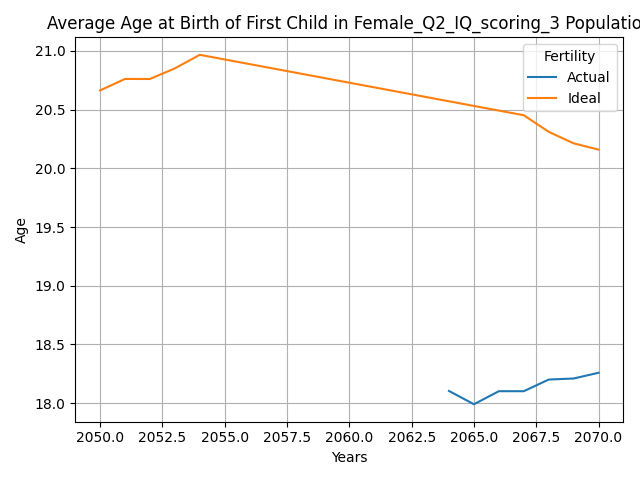 Average Age at Birth of First Child in Female_Q2_IQ_scoring_3 Populatio
21.0
20.5
20.0
19.5
19.0
18.5
18.0
Age
Fertility
Actual
Ideal
2050.0 2052.5 2055.0 2057.5 2060.0 2062.5 2065.0 2067.5 2070.0
Years